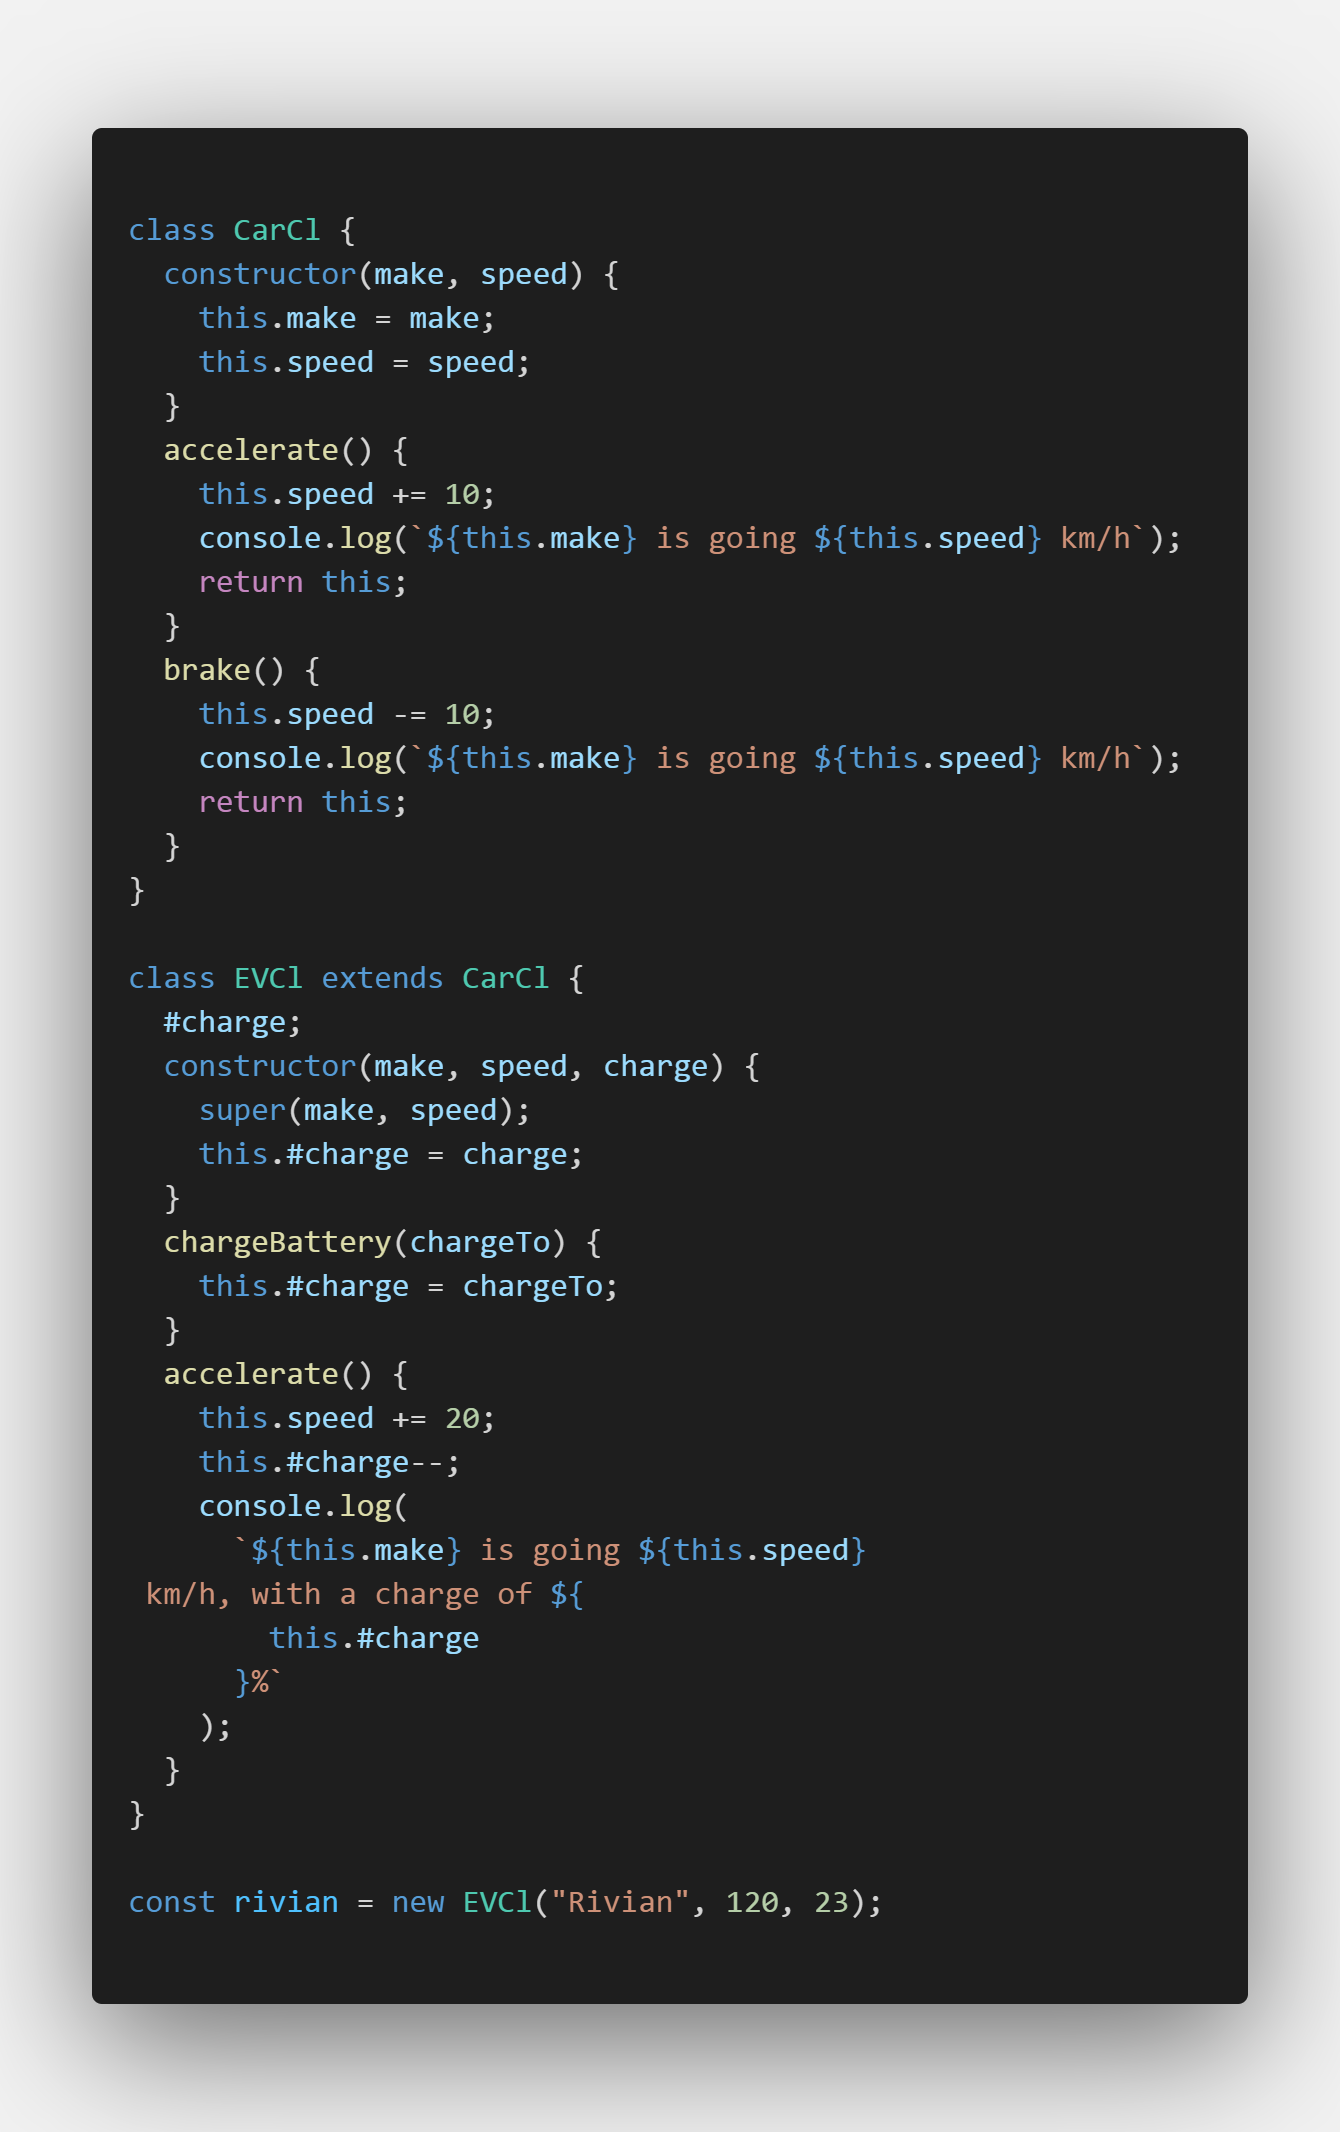 class CarCl {
  constructor(make, speed) {
    this.make = make;
    this.speed = speed;
  }
  accelerate() {
    this.speed += 10;
    console.log(`${this.make} is going ${this.speed} km/h`);
    return this;
  }
  brake() {
    this.speed -= 10;
    console.log(`${this.make} is going ${this.speed} km/h`);
    return this;
  }
}

class EVCl extends CarCl {
  #charge;
  constructor(make, speed, charge) {
    super(make, speed);
    this.#charge = charge;
  }
  chargeBattery(chargeTo) {
    this.#charge = chargeTo;
  }
  accelerate() {
    this.speed += 20;
    this.#charge--;
    console.log(
      `${this.make} is going ${this.speed}
 km/h, with a charge of ${
        this.#charge
      }%`
    );
  }
}

const rivian = new EVCl("Rivian", 120, 23);